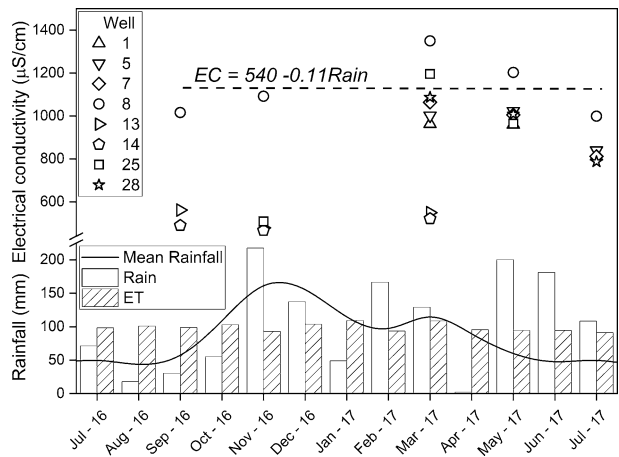 1400
1200
1000
800
600
200
150
100
50
0
Electrical conductivity (µS/cm)
Rainfall (mm)
Well
1
5
7
8
13
14
25
28
EC = 540 -0.11Rain
Mean Rainfall
Rain
ET
Jul - 16
Aug - 16
Sep - 16
Oct - 16
Nov - 16
Dec - 16
Jan - 17
Feb - 17
Mar - 17
Apr - 17
May - 17
Jun - 17
Jul - 17